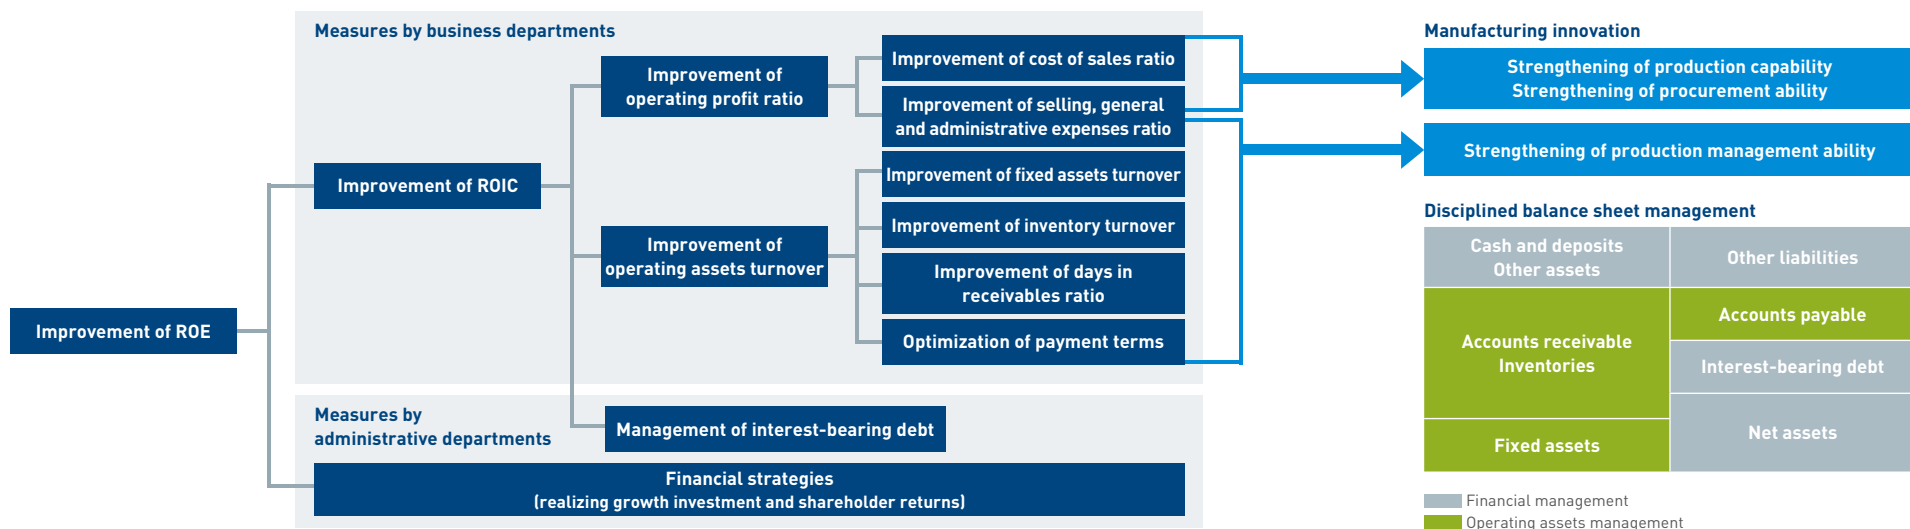 Measures by business departments
Improvement of
operating profit ratio
Improvement of cost of sales ratio
Improvement of selling, general
and administrative expenses ratio
Improvement of ROIC
Improvement of fixed assets turnover
Improvement of inventory turnover
Improvement of
operating assets turnover
Improvement of days in
receivables ratio
Optimization of payment terms
Improvement of ROE
Measures by
administrative departments
Management of interest-bearing debt
Financial strategies
(realizing growth investment and shareholder returns)
Manufacturing innovation
Strengthening of production capability
Strengthening of procurement ability
Strengthening of production management ability
Disciplined balance sheet management
Cash and deposits
Other assets
Other liabilities
Accounts receivable
Inventories
Accounts payable
Interest-bearing debt
Fixed assets
Net assets
Financial management
Operating assets management